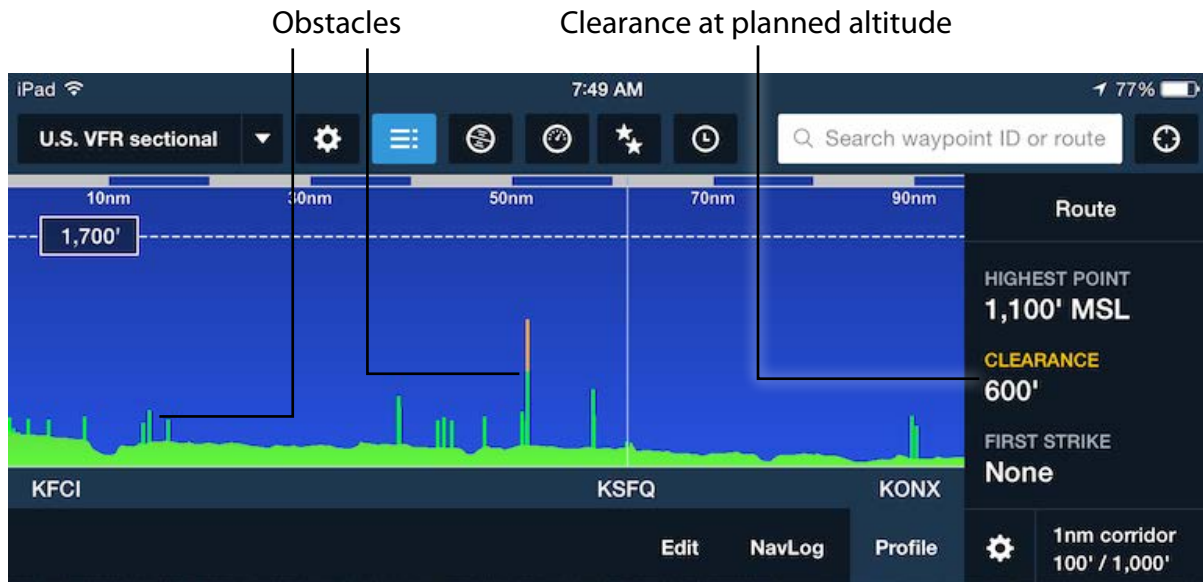 Obstacles Clearance at planned altitude
iPad 7:49 AM 77%
U.S. VFR sectional Search waypoint ID or route
10nm 30nm 50nm 70nm 90nm
1,700'
Route
HIGHEST POINT
1,100' MSL
CLEARANCE
600'
FIRST STRIKE
None
KFCI KSFQ KONX
Edit NavLog Profile
1nm corridor
100' / 1,000'